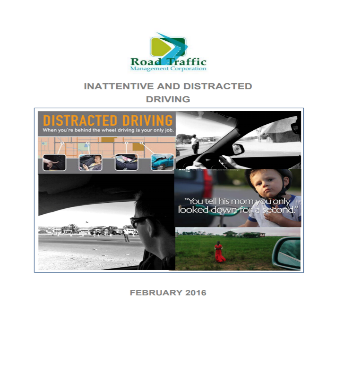 Road Traffic
Management Corporation
INATTENTIVE AND DISTRACTED
DRIVING
DISTRACTED DRIVING
When you're behind the wheel driving is your only job.
"You tell his mom you only
looked down for a second."
FEBRUARY 2016